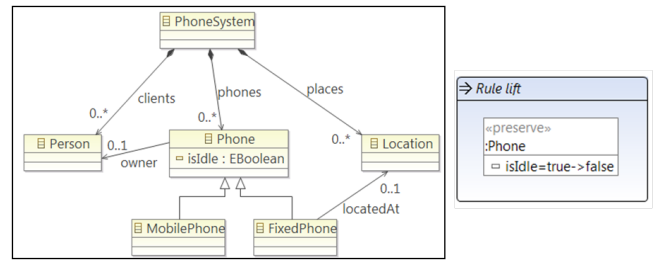 PhoneSystem
clients
phones
places
0..*
0..*
0..*
Person
0..1
owner
Phone
isIdle : EBoolean
Location
0..1
locatedAt
MobilePhone
FixedPhone
Rule lift
«preserve»
:Phone
isIdle=true->false